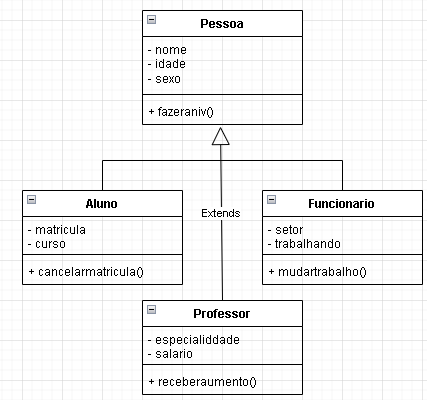 Pessoa
- nome
- idade
- sexo
+ fazeraniv()
Aluno
- matricula
- curso
+ cancelarmatricula()
Extends
Funcionario
- setor
- trabalhando
+ mudartrabalho()
Professor
- especialiddade
- salario
+ receberaumento()